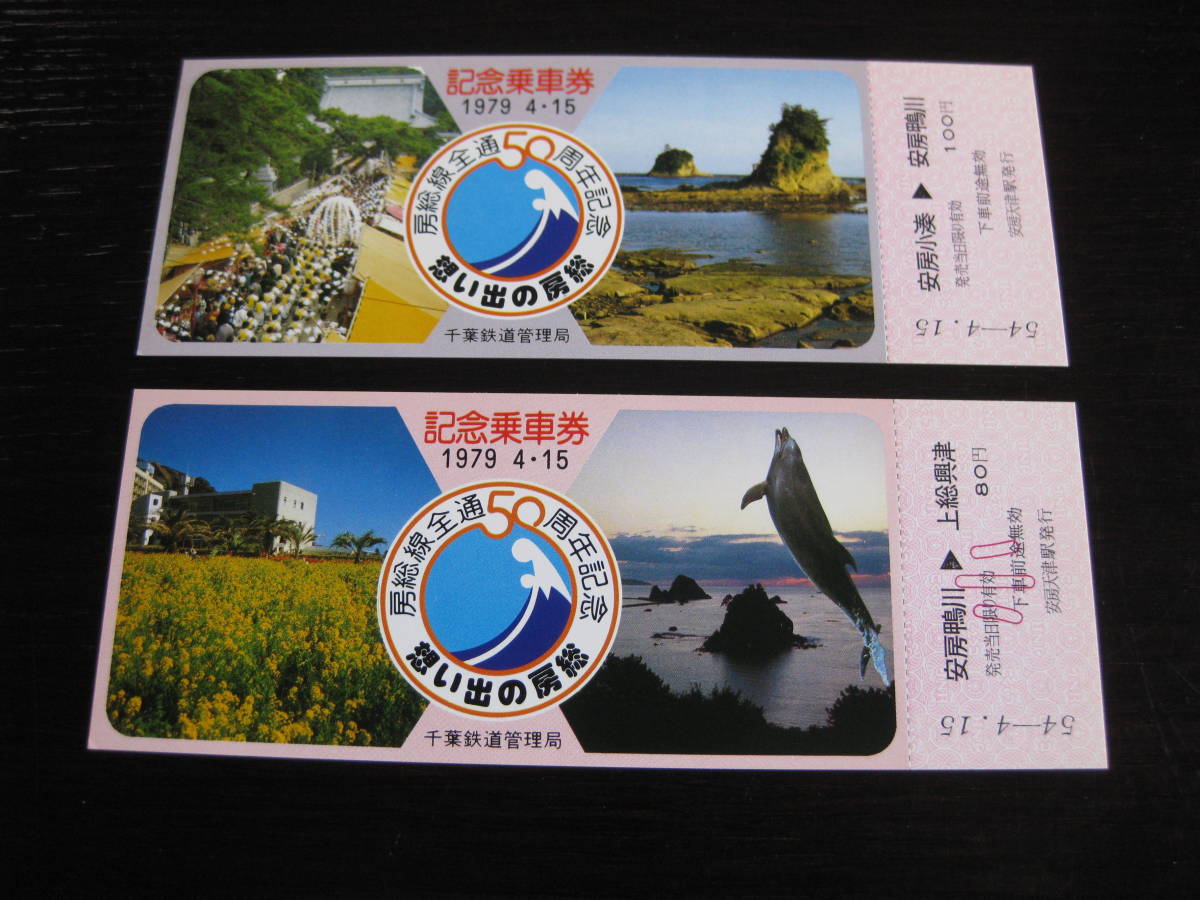 記念乗車券
1979 4・15
房総線全通50周年記念
想い出の房総
千葉鉄道管理局
安房小湊 ▶ 安房鴨川
100円
発売当日限り有効
下車前途無効
安房天津駅発行
54―4.15
記念乗車券
1979 4・15
房総線全通50周年記念
想い出の房総
千葉鉄道管理局
安房鴨川 ▶ 上総興津
80円
発売当日限り有効
下車前途無効
安房天津駅発行
54―4.15